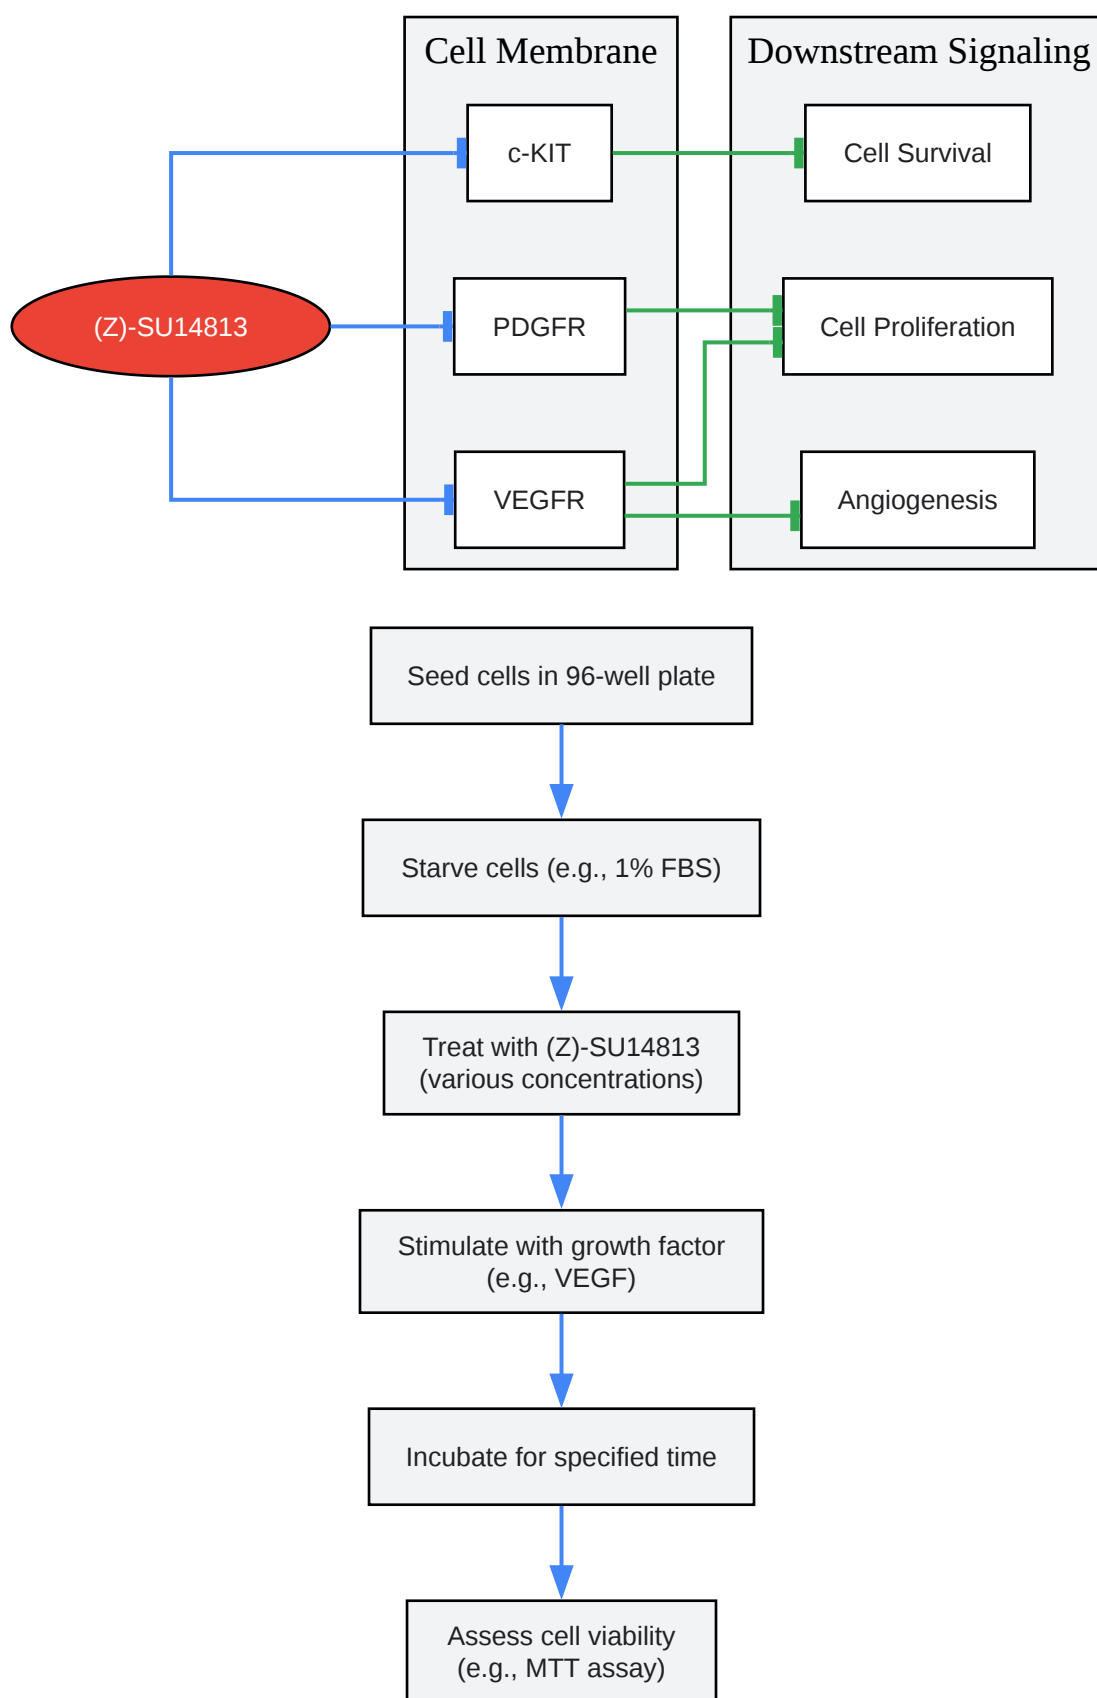 Cell Membrane
Downstream Signaling
c-KIT
Cell Survival
(Z)-SU14813
PDGFR
Cell Proliferation
VEGFR
Angiogenesis
Seed cells in 96-well plate
Starve cells (e.g., 1% FBS)
Treat with (Z)-SU14813
(various concentrations)
Stimulate with growth factor
(e.g., VEGF)
Incubate for specified time
Assess cell viability
(e.g., MTT assay)